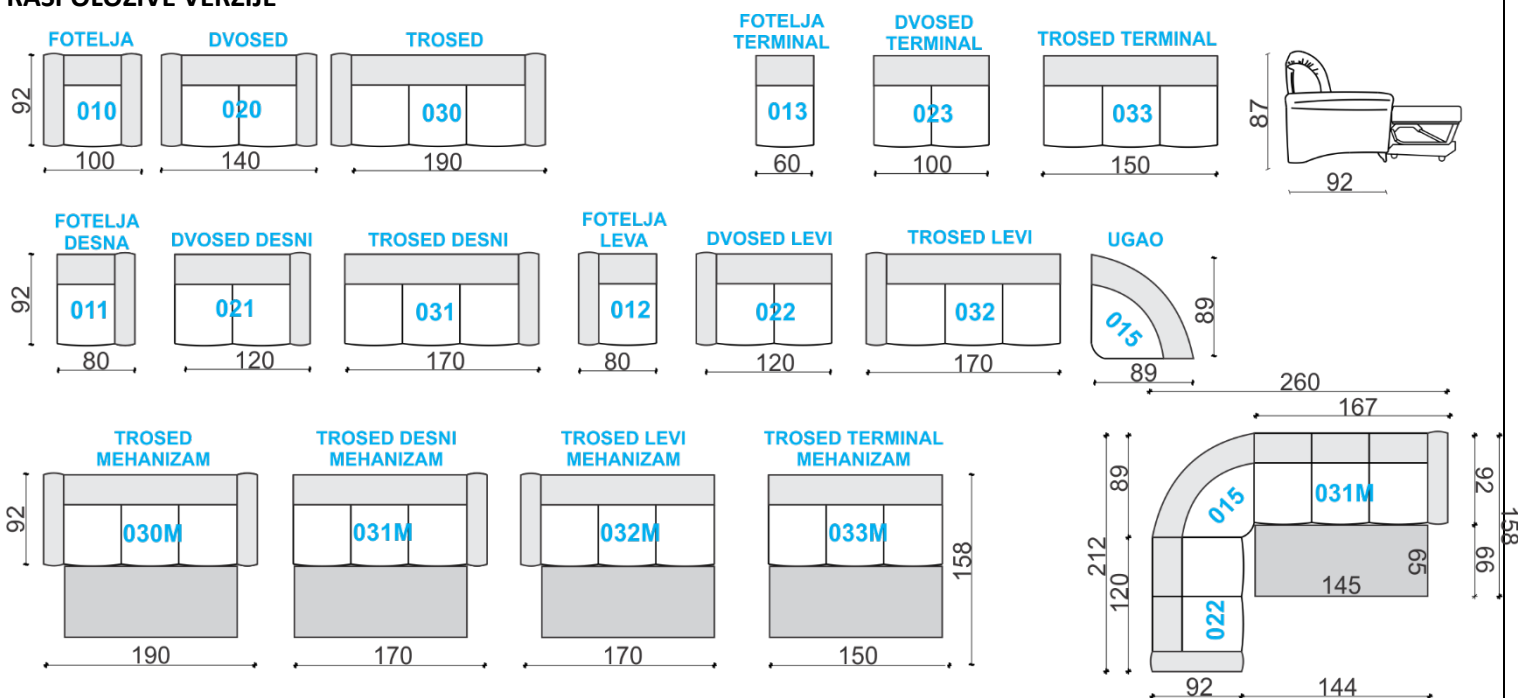 RASPOLOŽIVE VERZIJE
FOTELJA
DVOSED
TROSED
FOTELJA
TERMINAL
DVOSED
TERMINAL
TROSED TERMINAL
92
010
020
030
013
023
033
87
100
140
190
60
100
150
92
FOTELJA
DESNA
DVOSED DESNI
TROSED DESNI
FOTELJA
LEVA
DVOSED LEVI
TROSED LEVI
UGAO
92
011
021
031
012
022
032
015
89
80
120
170
80
120
170
89
260
167
TROSED
MEHANIZAM
TROSED DESNI
MEHANIZAM
TROSED LEVI
MEHANIZAM
TROSED TERMINAL
MEHANIZAM
92
030M
031M
032M
033M
158
190
170
170
150
89
015
031M
92
158
212
120
65
66
145
022
92
144